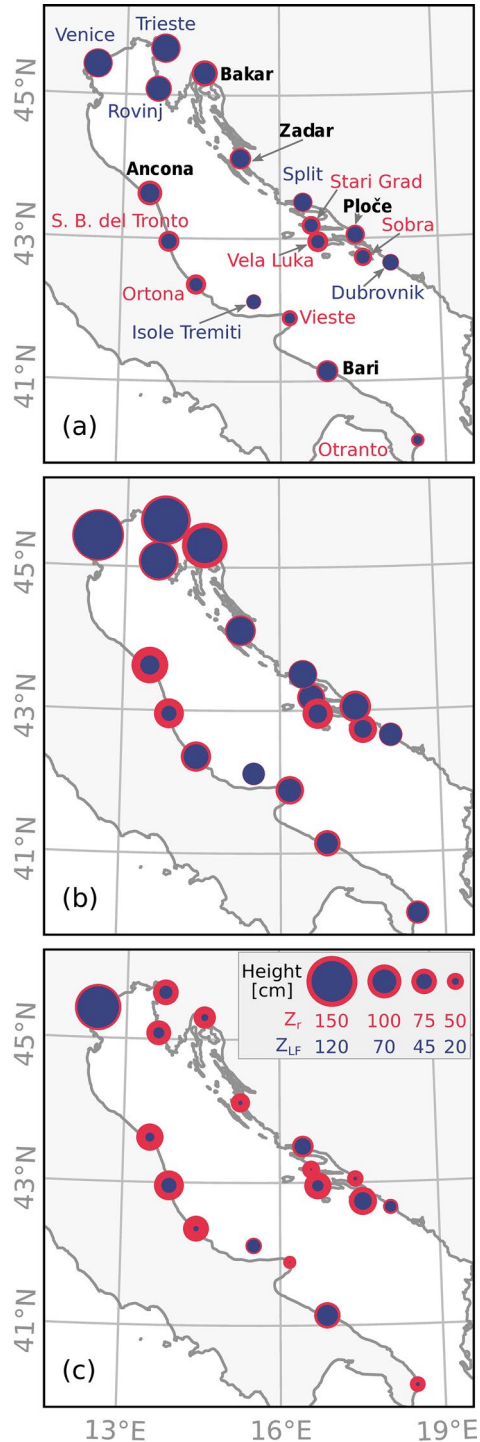 Trieste
Venice
45°N
Bakar
Rovinj
Zadar
Ancona
Split
Stari Grad
Ploče
S. B. del Tronto
Sobra
43°N
Vela Luka
Ortona
Dubrovnik
Isole Tremiti
Vieste
41°N
Bari
(a)
Otranto
45°N
43°N
41°N
(b)
Height
[cm]
Zr 150 100 75 50
ZLF 120 70 45 20
45°N
43°N
41°N
(c)
13°E 16°E 19°E